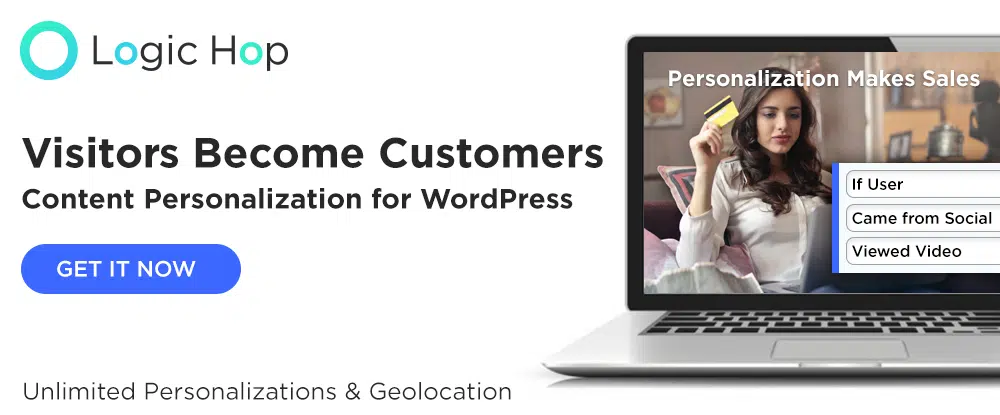 Logic Hop
Visitors Become Customers
Content Personalization for WordPress
GET IT NOW
Unlimited Personalizations & Geolocation
Personalization Makes Sales
If User
Came from Social
Viewed Video